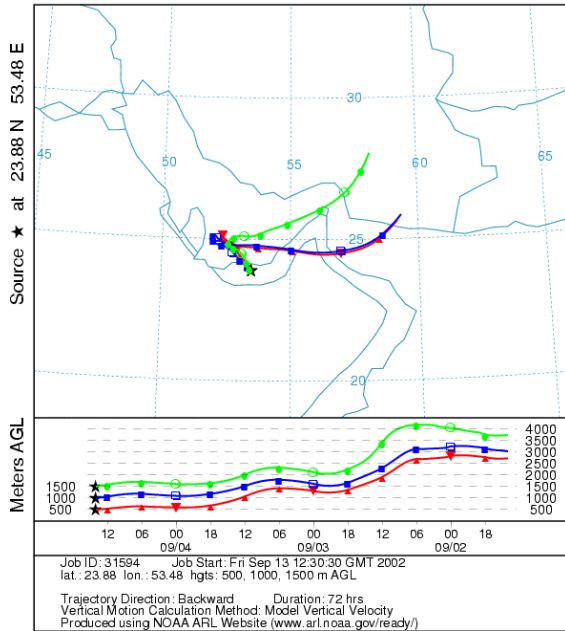 Source ★ at 23.88 N 53.48 E
30
45
50
55
60
65
25
20
Meters AGL
4000
3500
3000
2500
2000
1500 1500
1000 1000
500 500
12 06 00 18 12 06 00 18 12 06 00 18
09/04 09/03 09/02
Job ID: 31594 Job Start: Fri Sep 13 12:30:30 GMT 2002
lat.: 23.88 lon.: 53.48 hgts: 500, 1000, 1500 m AGL
Trajectory Direction: Backward Duration: 72 hrs
Vertical Motion Calculation Method: Model Vertical Velocity
Produced using NOAA ARL Website (www.arl.noaa.gov/ready/)